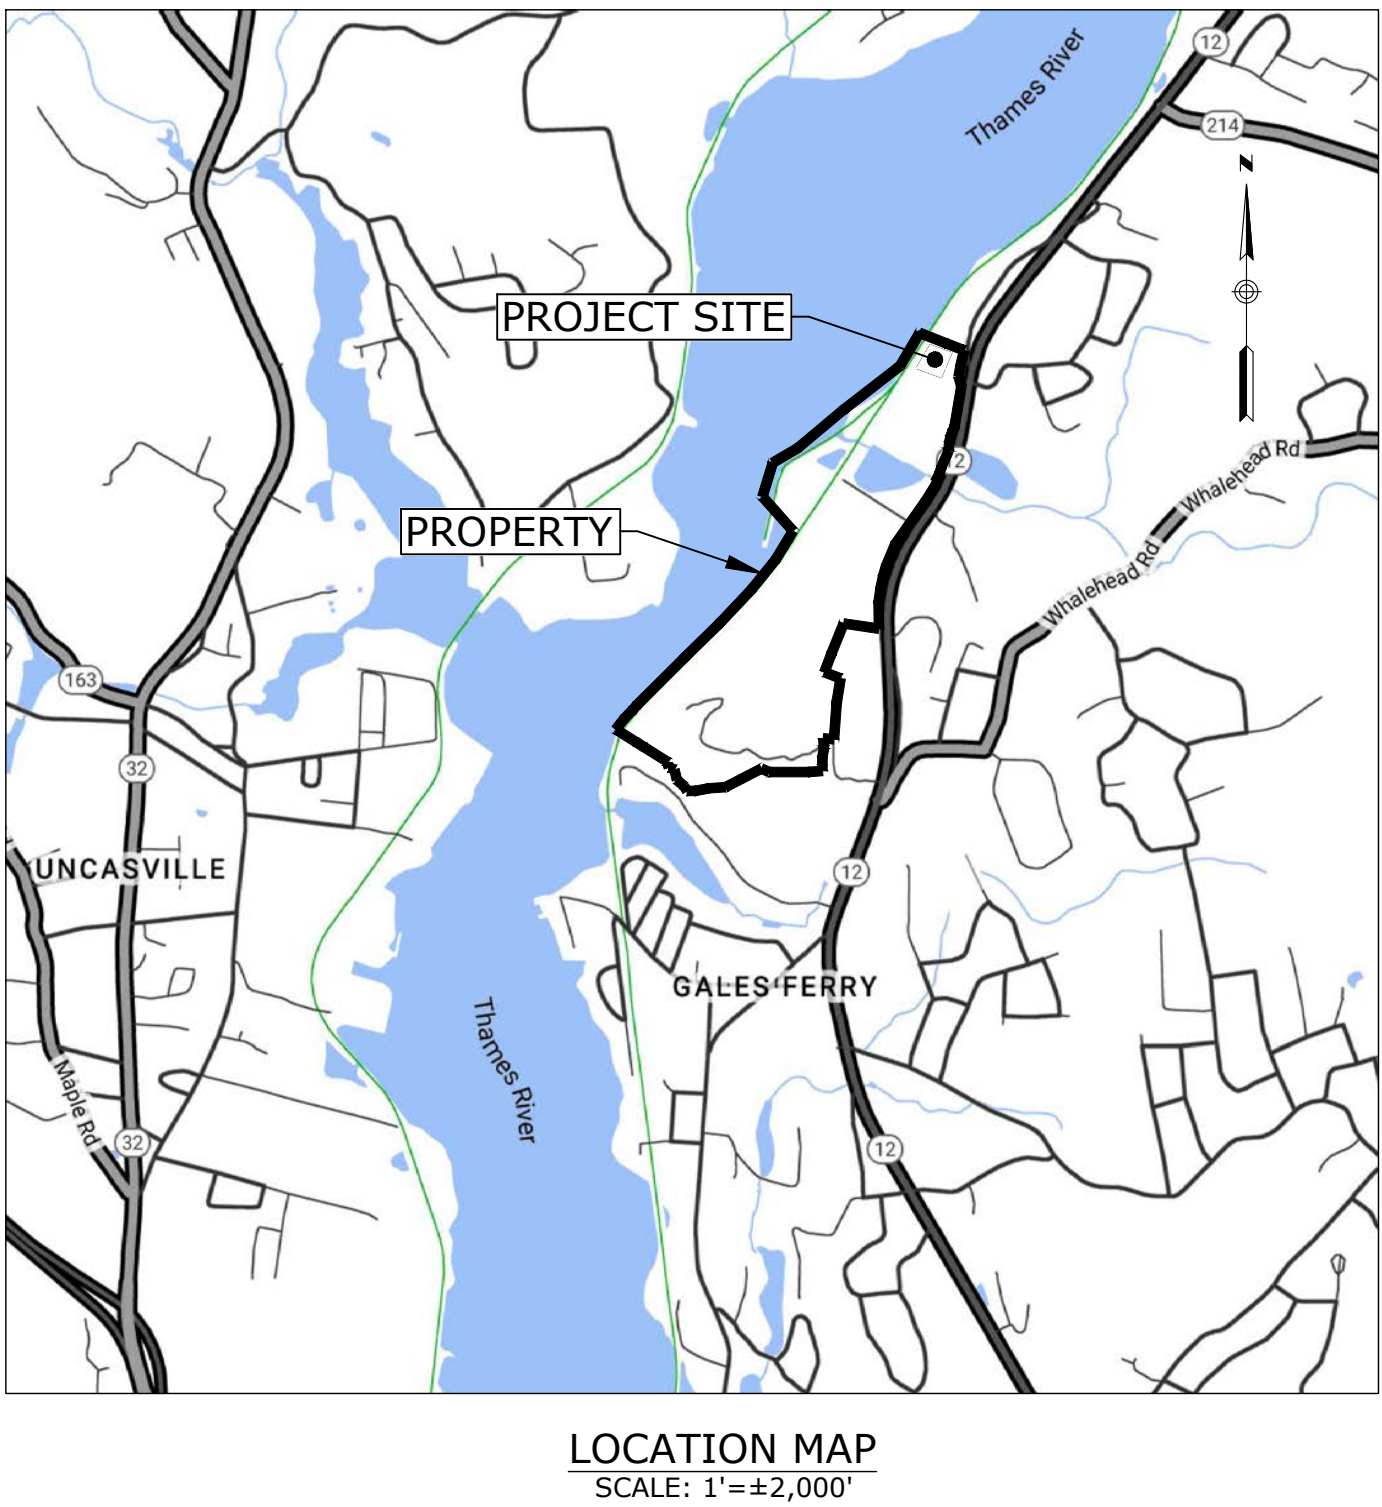 Thames River
12
214
N
PROJECT SITE
12
Whalehead Rd
PROPERTY
Whalehead Rd
163
32
UNCASVILLE
12
GALES FERRY
Thames River
Maple Rd
32
12
LOCATION MAP
SCALE: 1'=±2,000'